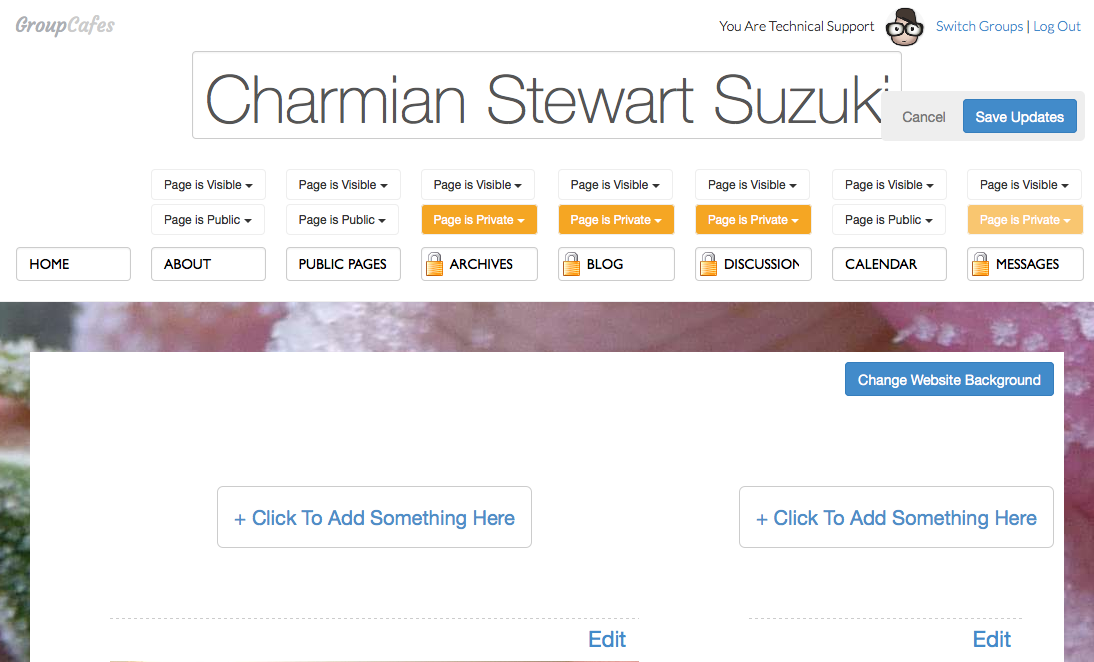 GroupCafes
You Are Technical Support Switch Groups | Log Out
Charmian Stewart Suzuki
Cancel Save Updates
Page is Visible Page is Visible Page is Visible Page is Visible Page is Visible Page is Visible Page is Visible
Page is Public Page is Public Page is Private Page is Private Page is Private Page is Public Page is Private
HOME ABOUT PUBLIC PAGES ARCHIVES BLOG DISCUSSION CALENDAR MESSAGES
Change Website Background
+ Click To Add Something Here + Click To Add Something Here
Edit Edit